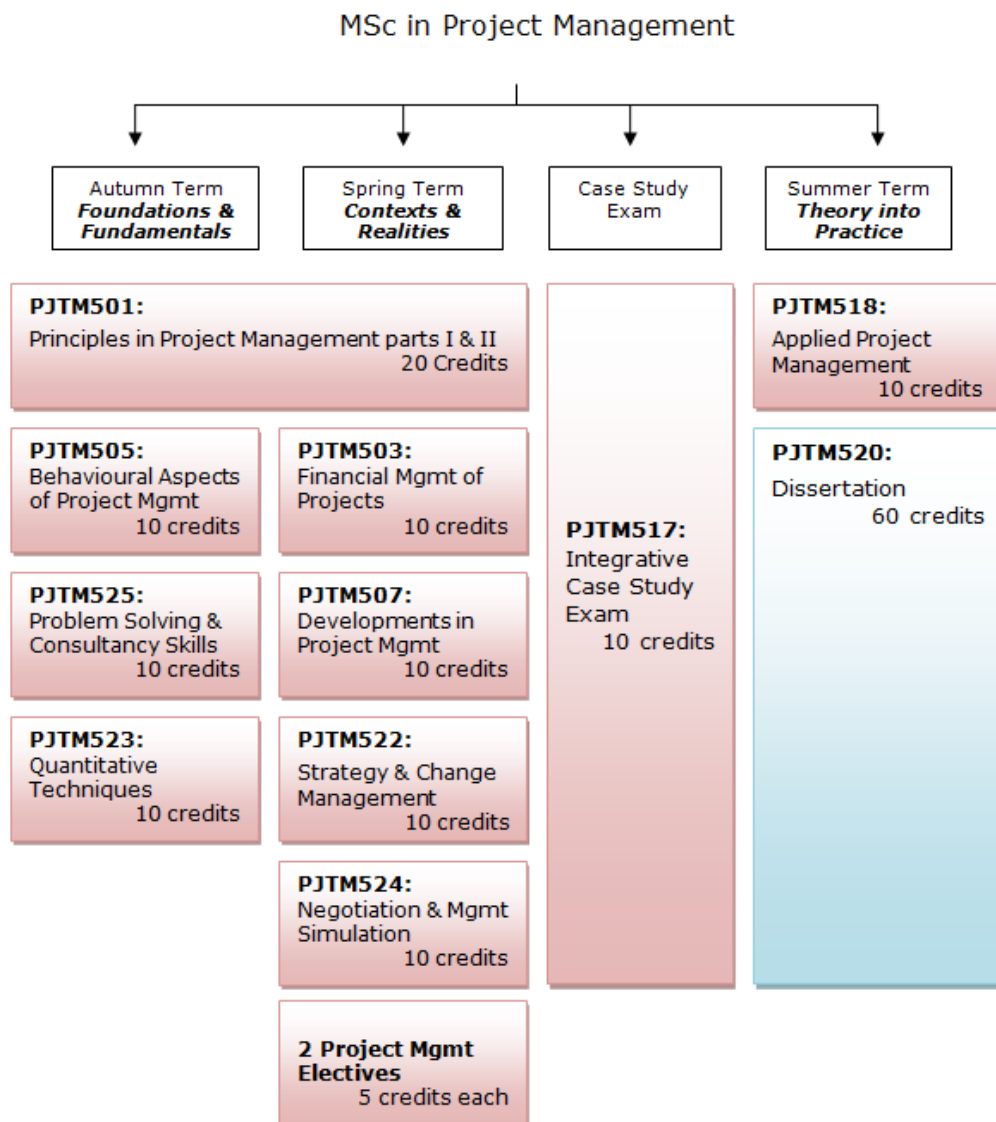 MSc in Project Management
Autumn Term
Foundations &
Fundamentals
Spring Term
Contexts &
Realities
Case Study
Exam
Summer Term
Theory into
Practice
PJTM501:
Principles in Project Management parts I & II
20 Credits
PJTM505:
Behavioural Aspects
of Project Mgmt
10 credits
PJTM525:
Problem Solving &
Consultancy Skills
10 credits
PJTM523:
Quantitative
Techniques
10 credits
PJTM503:
Financial Mgmt of
Projects
10 credits
PJTM507:
Developments in
Project Mgmt
10 credits
PJTM522:
Strategy & Change
Management
10 credits
PJTM524:
Negotiation & Mgmt
Simulation
10 credits
2 Project Mgmt
Electives
5 credits each
PJTM517:
Integrative
Case Study
Exam
10 credits
PJTM518:
Applied Project
Management
10 credits
PJTM520:
Dissertation
60 credits